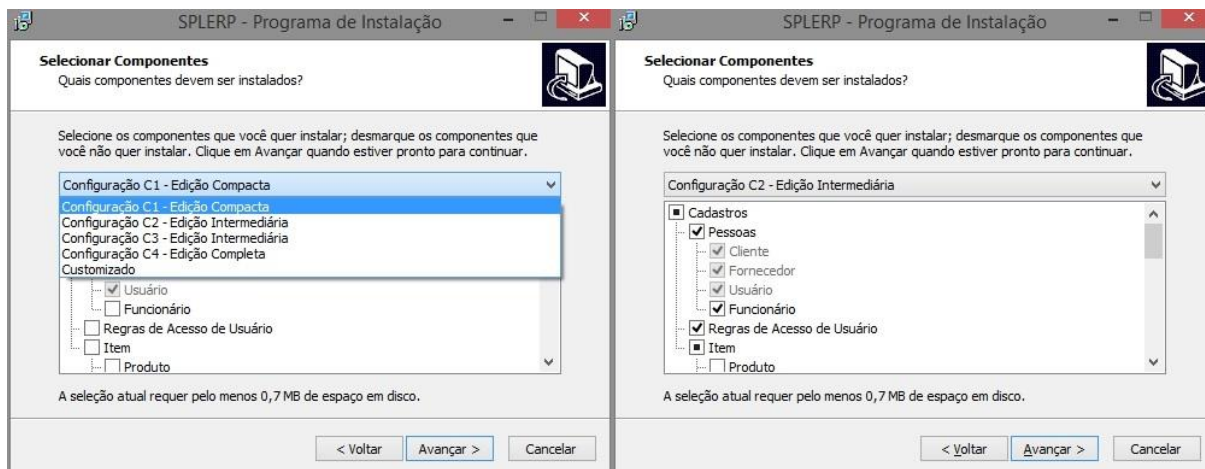 SPLERP - Programa de Instalação
Selecionar Componentes
Quais componentes devem ser instalados?
Selecione os componentes que você quer instalar; desmarque os componentes que
você não quer instalar. Clique em Avançar quando estiver pronto para continuar.
Configuração C1 - Edição Compacta
Configuração C1 - Edição Compacta
Configuração C2 - Edição Intermediária
Configuração C3 - Edição Intermediária
Configuração C4 - Edição Completa
Customizado
Usuário
Funcionário
Regras de Acesso de Usuário
Item
Produto
A seleção atual requer pelo menos 0,7 MB de espaço em disco.
< Voltar
Avançar >
Cancelar
SPLERP - Programa de Instalação
Selecionar Componentes
Quais componentes devem ser instalados?
Selecione os componentes que você quer instalar; desmarque os componentes que
você não quer instalar. Clique em Avançar quando estiver pronto para continuar.
Configuração C2 - Edição Intermediária
Cadastros
Pessoas
Cliente
Fornecedor
Usuário
Funcionário
Regras de Acesso de Usuário
Item
Produto
A seleção atual requer pelo menos 0,7 MB de espaço em disco.
< Voltar
Avançar >
Cancelar